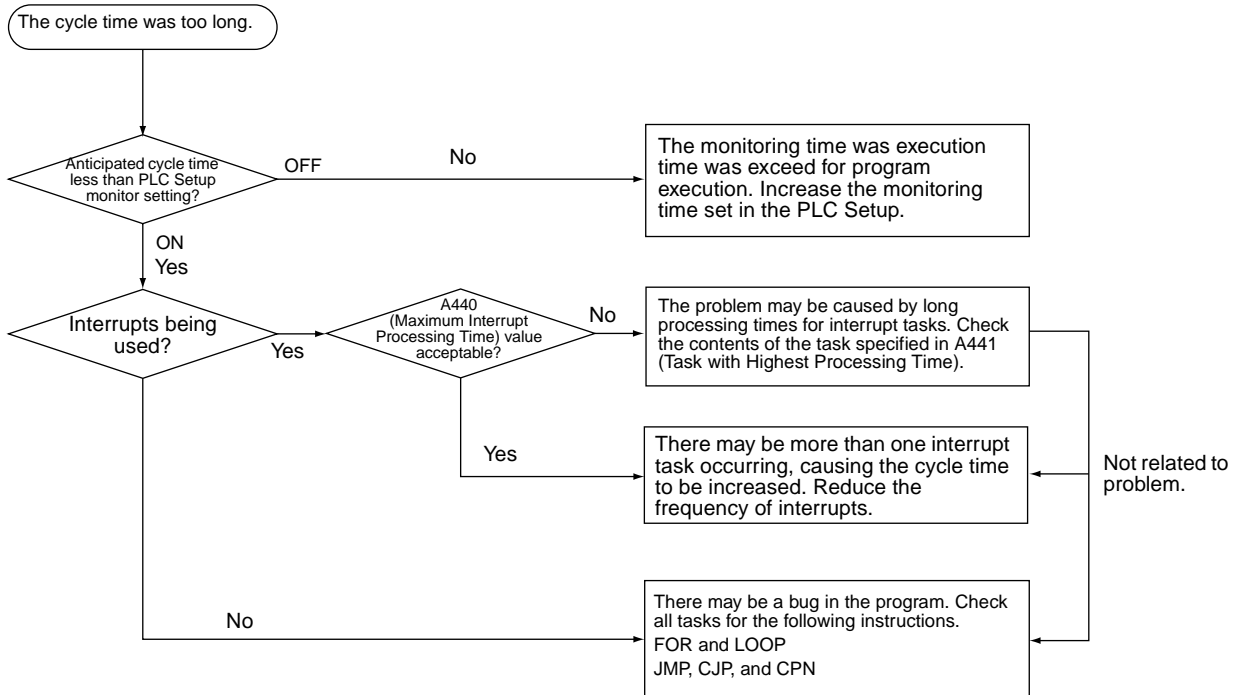 The cycle time was too long.
Anticipated cycle time
less than PLC Setup
monitor setting?
OFF
No
The monitoring time was execution
time was exceed for program
execution. Increase the monitoring
time set in the PLC Setup.
ON
Yes
Interrupts being
used?
Yes
A440
(Maximum Interrupt
Processing Time) value
acceptable?
No
The problem may be caused by long
processing times for interrupt tasks. Check
the contents of the task specified in A441
(Task with Highest Processing Time).
Yes
There may be more than one interrupt
task occurring, causing the cycle time
to be increased. Reduce the
frequency of interrupts.
Not related to
problem.
No
There may be a bug in the program. Check
all tasks for the following instructions.
FOR and LOOP
JMP, CJP, and CPN